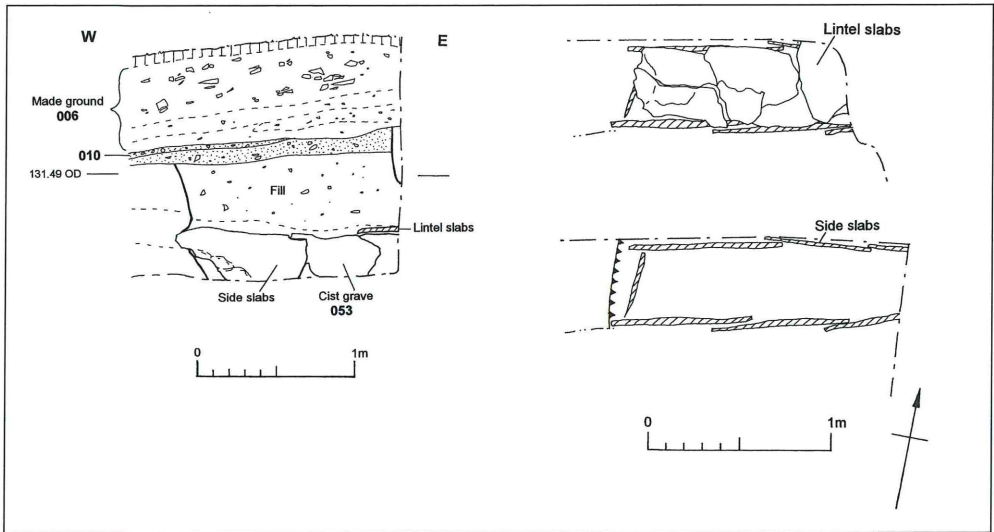 W
E
Made ground
006
010
131.49 OD
Fill
Lintel slabs
Side slabs
Cist grave
053
0
1m
Lintel slabs
Side slabs
0
1m